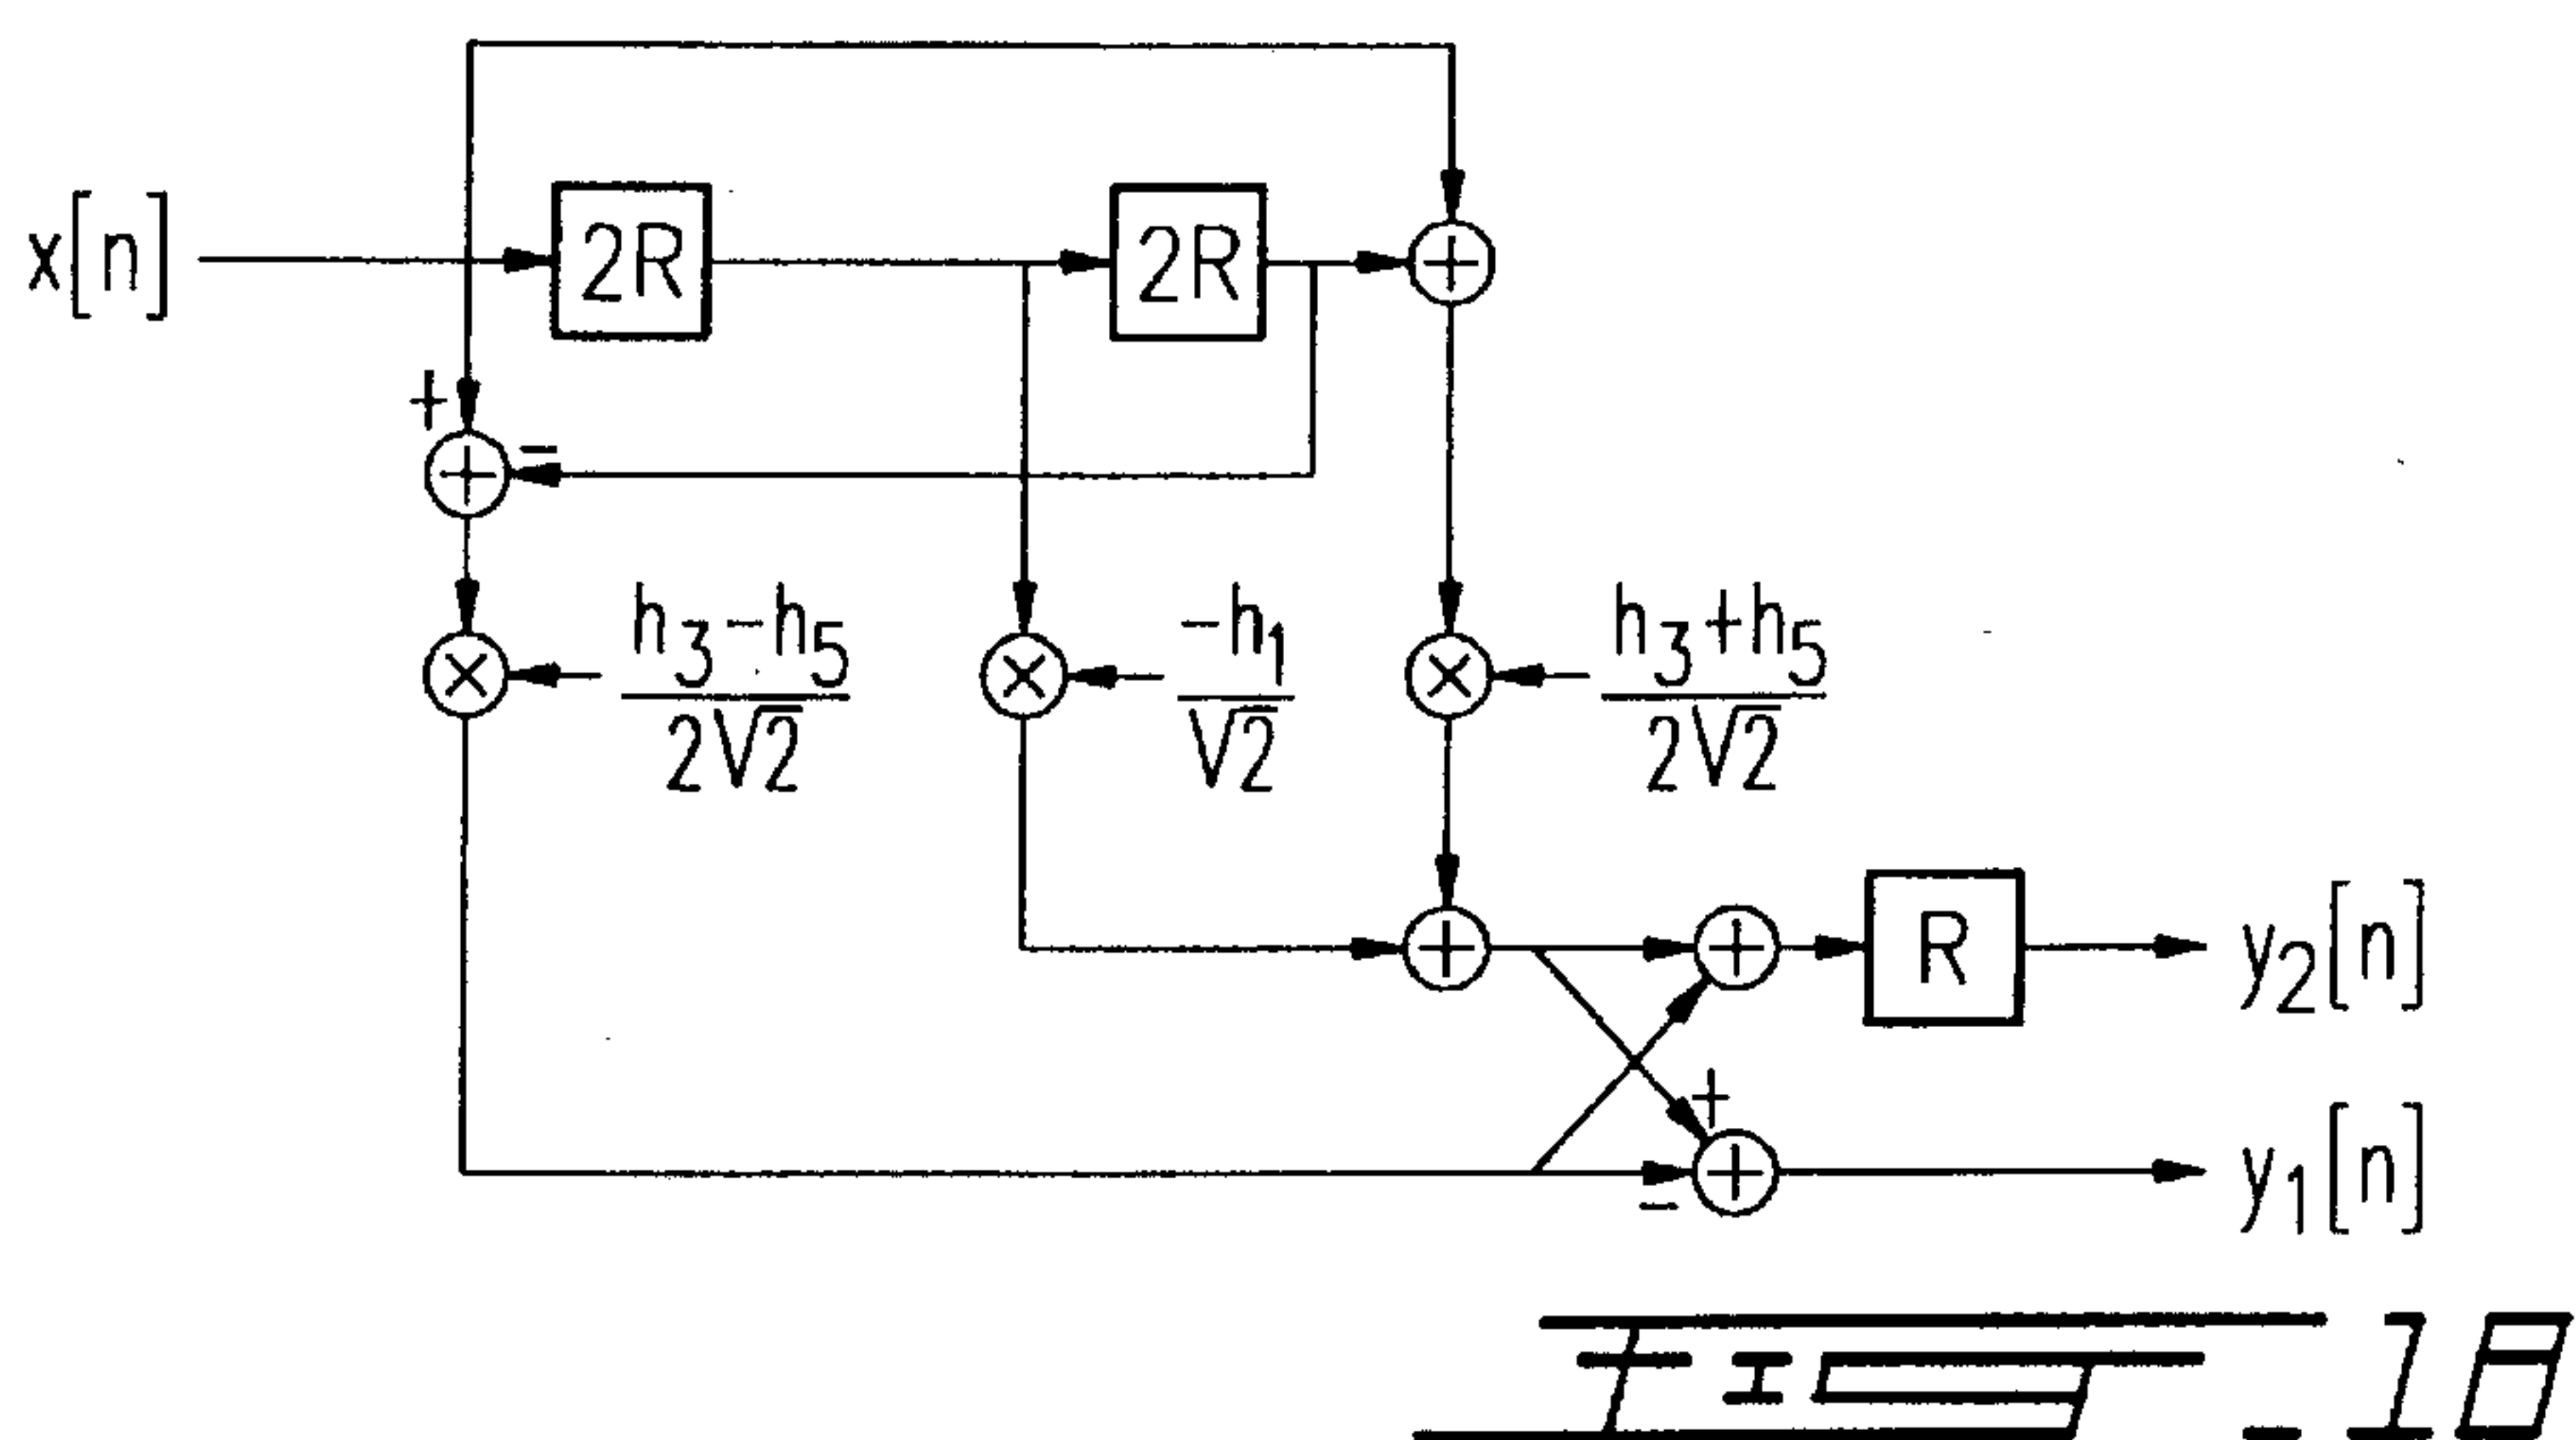 x[n]
2R
2R
+
+
−
+
h₃−h₅
2√2
−h₁
√2
h₃+h₅
2√2
×
×
×
+
+
R
y₂[n]
+
−
+
y₁[n]
Fig. 18